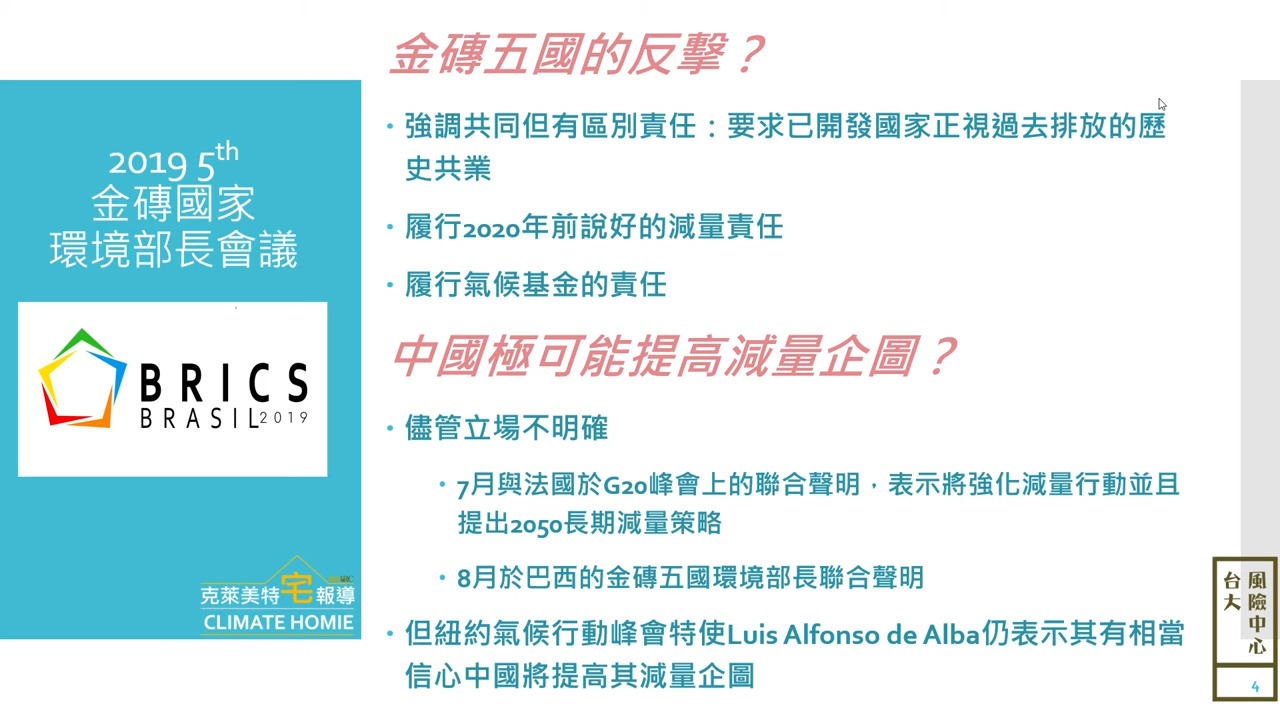 金磚五國的反擊？
2019 5th
金磚國家
環境部長會議
BRICS
BRASIL 2019
克萊美特宅報導
CLIMATE HOMIE
• 強調共同但有區別責任：要求已開發國家正視過去排放的歷
史共業
• 履行2020年前說好的減量責任
• 履行氣候基金的責任
中國極可能提高減量企圖？
• 儘管立場不明確
• 7月與法國於G20峰會上的聯合聲明，表示將強化減量行動並且
提出2050長期減量策略
• 8月於巴西的金磚五國環境部長聯合聲明
• 但紐約氣候行動峰會特使Luis Alfonso de Alba仍表示其有相當
信心中國將提高其減量企圖
台大
風險中心
4